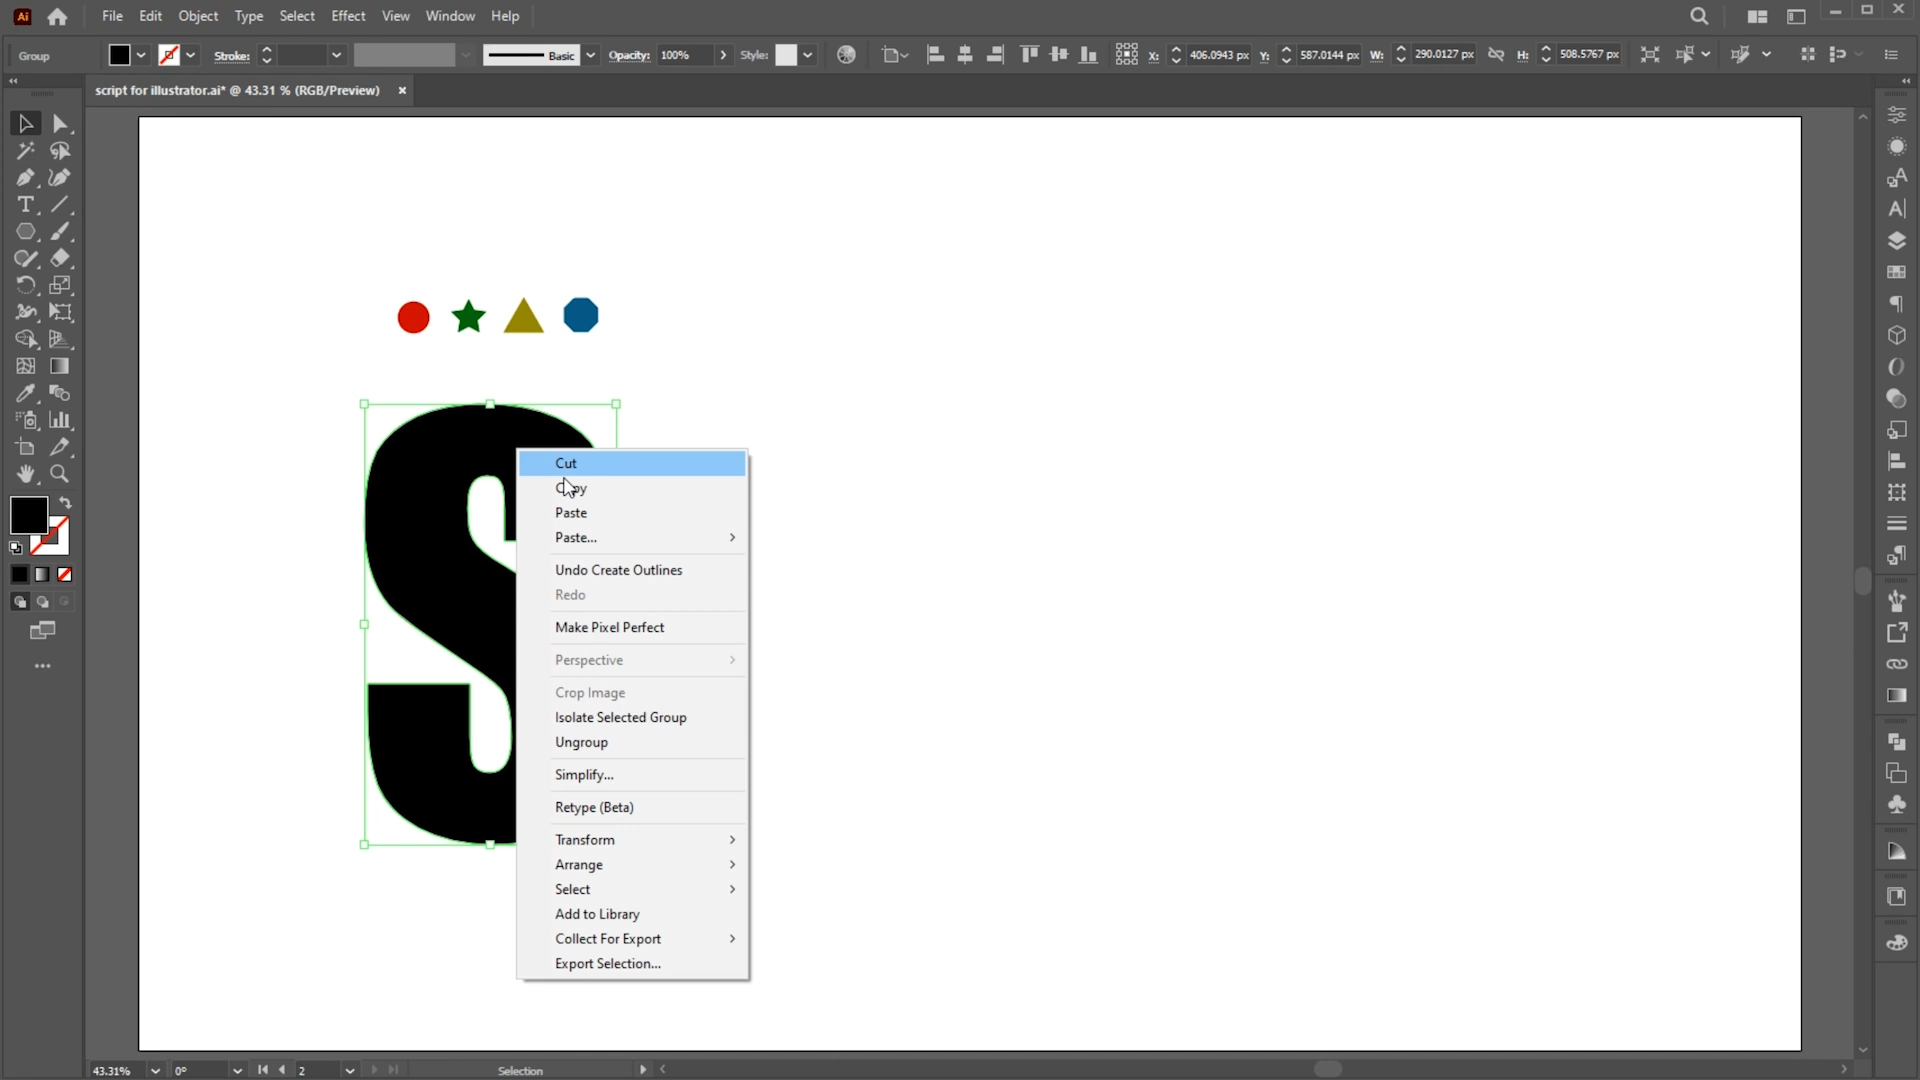 Ai File Edit Object Type Select Effect View Window Help
Group Stroke: Basic Opacity: 100% Style: X: 406.0943 px Y: 587.0144 px W: 290.0127 px H: 508.5767 px
script for illustrator.ai* @ 43.31 % (RGB/Preview)
S
Cut
Copy
Paste
Paste...
Undo Create Outlines
Redo
Make Pixel Perfect
Perspective
Crop Image
Isolate Selected Group
Ungroup
Simplify...
Retype (Beta)
Transform
Arrange
Select
Add to Library
Collect For Export
Export Selection...
43.31% 0° 2 Selection